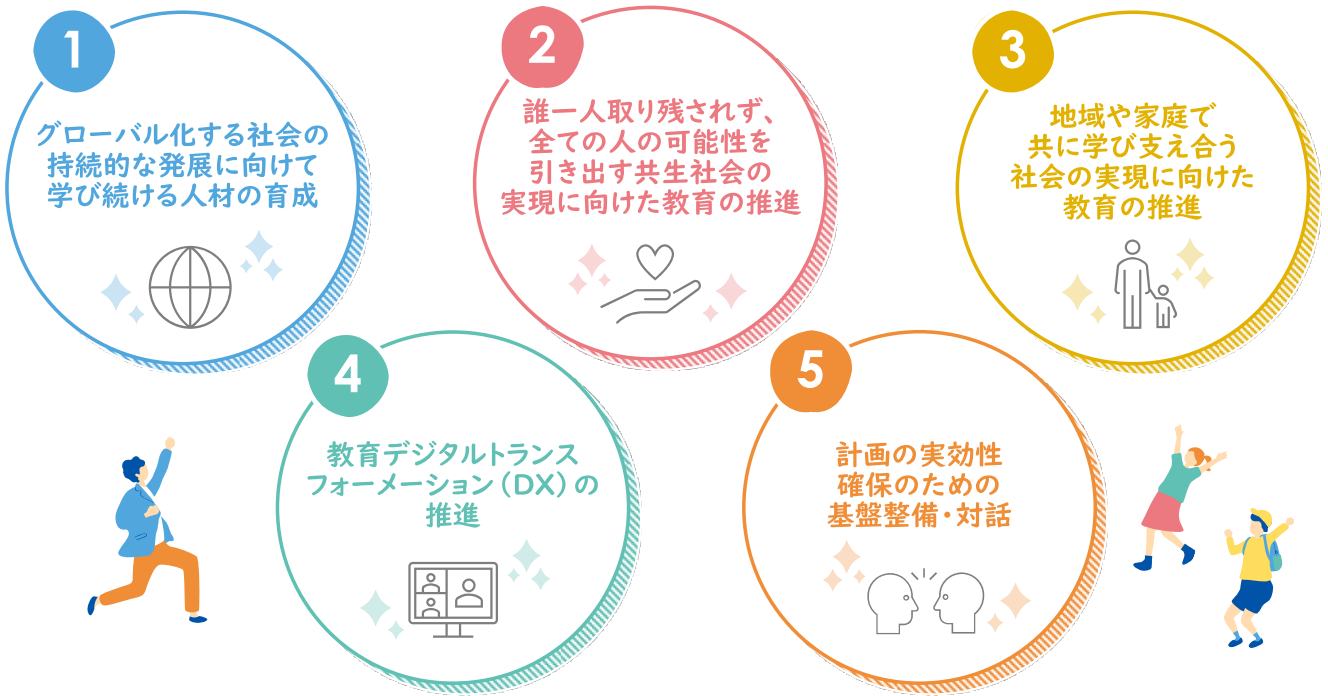 1
グローバル化する社会の
持続的な発展に向けて
学び続ける人材の育成
2
誰一人取り残されず、
全ての人の可能性を
引き出す共生社会の
実現に向けた教育の推進
3
地域や家庭で
共に学び支え合う
社会の実現に向けた
教育の推進
4
教育デジタルトランス
フォーメーション（DX）の
推進
5
計画の実効性
確保のための
基盤整備・対話